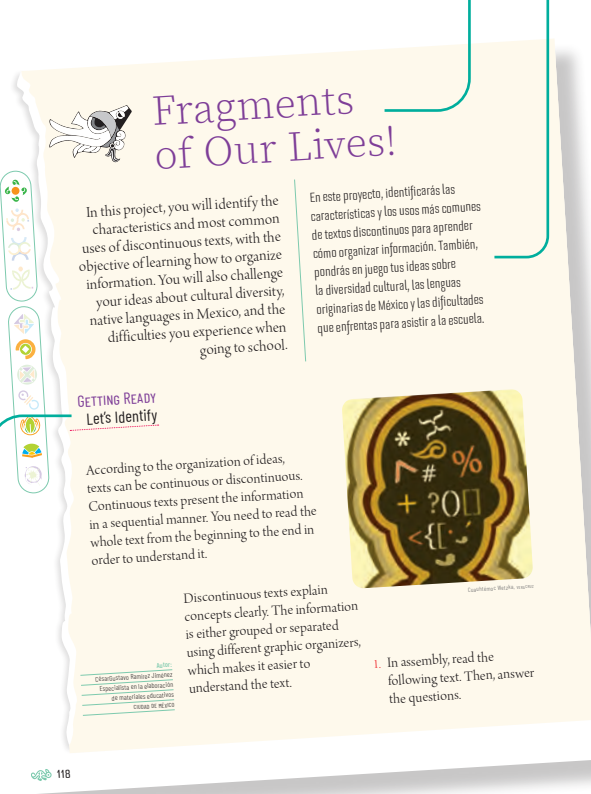 Fragments
of Our Lives!
In this project, you will identify the
characteristics and most common
uses of discontinuous texts, with the
objective of learning how to organize
information. You will also challenge
your ideas about cultural diversity,
native languages in Mexico, and the
difficulties you experience when
going to school.
En este proyecto, identificarás las
características y los usos más comunes
de textos discontinuos para aprender
cómo organizar información. También,
pondrás en juego tus ideas sobre
la diversidad cultural, las lenguas
originarias de México y las dificultades
que enfrentas para asistir a la escuela.
GETTING READY
Let's Identify
According to the organization of ideas,
texts can be continuous or discontinuous.
Continuous texts present the information
in a sequential manner. You need to read the
whole text from the beginning to the end in
order to understand it.
* % # + ?()[] <{[
Discontinuous texts explain
concepts clearly. The information
is either grouped or separated
using different graphic organizers,
which makes it easier to
understand the text.
Autor:
CésarGustavo Ramírez Jiménez
Especialista en la elaboración
de materiales educativos
CIUDAD DE MÉXICO
1. In assembly, read the
following text. Then, answer
the questions.
118